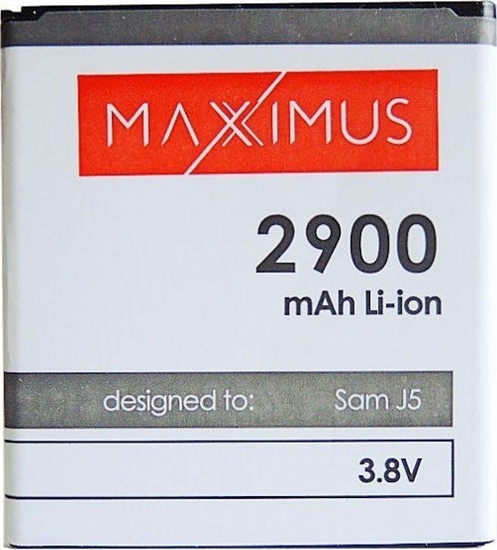 MAXXIMUS
2900
mAh Li-ion
designed to: Sam J5
3.8V